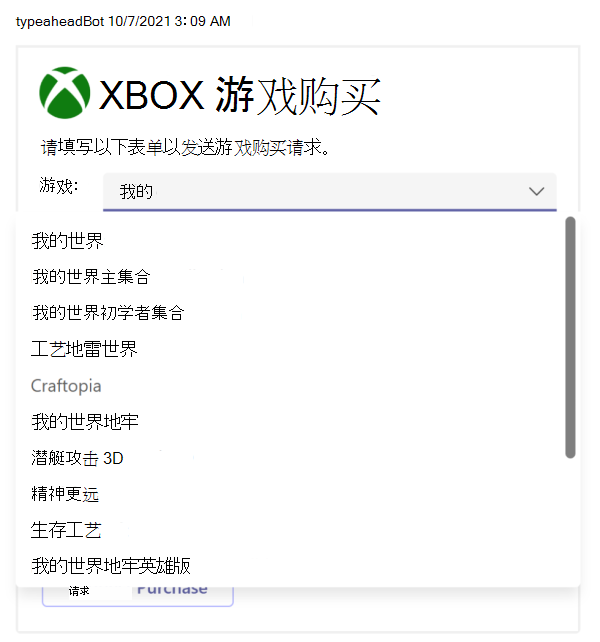 typeaheadBot 10/7/2021 3:09 AM
XBOX 游戏购买
请填写以下表单以发送游戏购买请求。
游戏: 我的
我的世界
我的世界主集合
我的世界初学者集合
工艺地雷世界
Craftopia
我的世界地牢
潜艇攻击 3D
精神更远
生存工艺
我的世界地牢英雄版
请求 Purchase